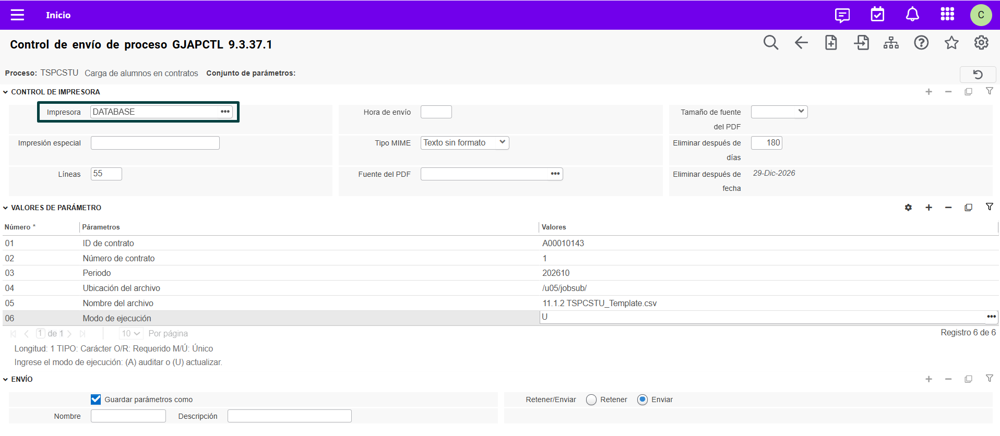 Inicio
C
Control de envío de proceso GJAPCTL 9.3.37.1
Proceso: TSPCSTU Carga de alumnos en contratos Conjunto de parámetros:
CONTROL DE IMPRESORA
Impresora DATABASE ••• Hora de envío Tamaño de fuente del PDF
Impresión especial Tipo MIME Texto sin formato Eliminar después de días 180
Líneas 55 Fuente del PDF ••• Eliminar después de fecha 29-Dic-2026
VALORES DE PARÁMETRO
Número * Párametros Valores
01 ID de contrato A00010143
02 Número de contrato 1
03 Periodo 202610
04 Ubicación del archivo /u05/jobsub/
05 Nombre del archivo 11.1.2 TSPCSTU_Template.csv
06 Modo de ejecución U •••
1 de 1 10 Por página Registro 6 de 6
Longitud: 1 TIPO: Carácter O/R: Requerido M/Ú: Único
Ingrese el modo de ejecución: (A) auditar o (U) actualizar.
ENVÍO
Guardar parámetros como Retener/Enviar Retener Enviar
Nombre Descripción